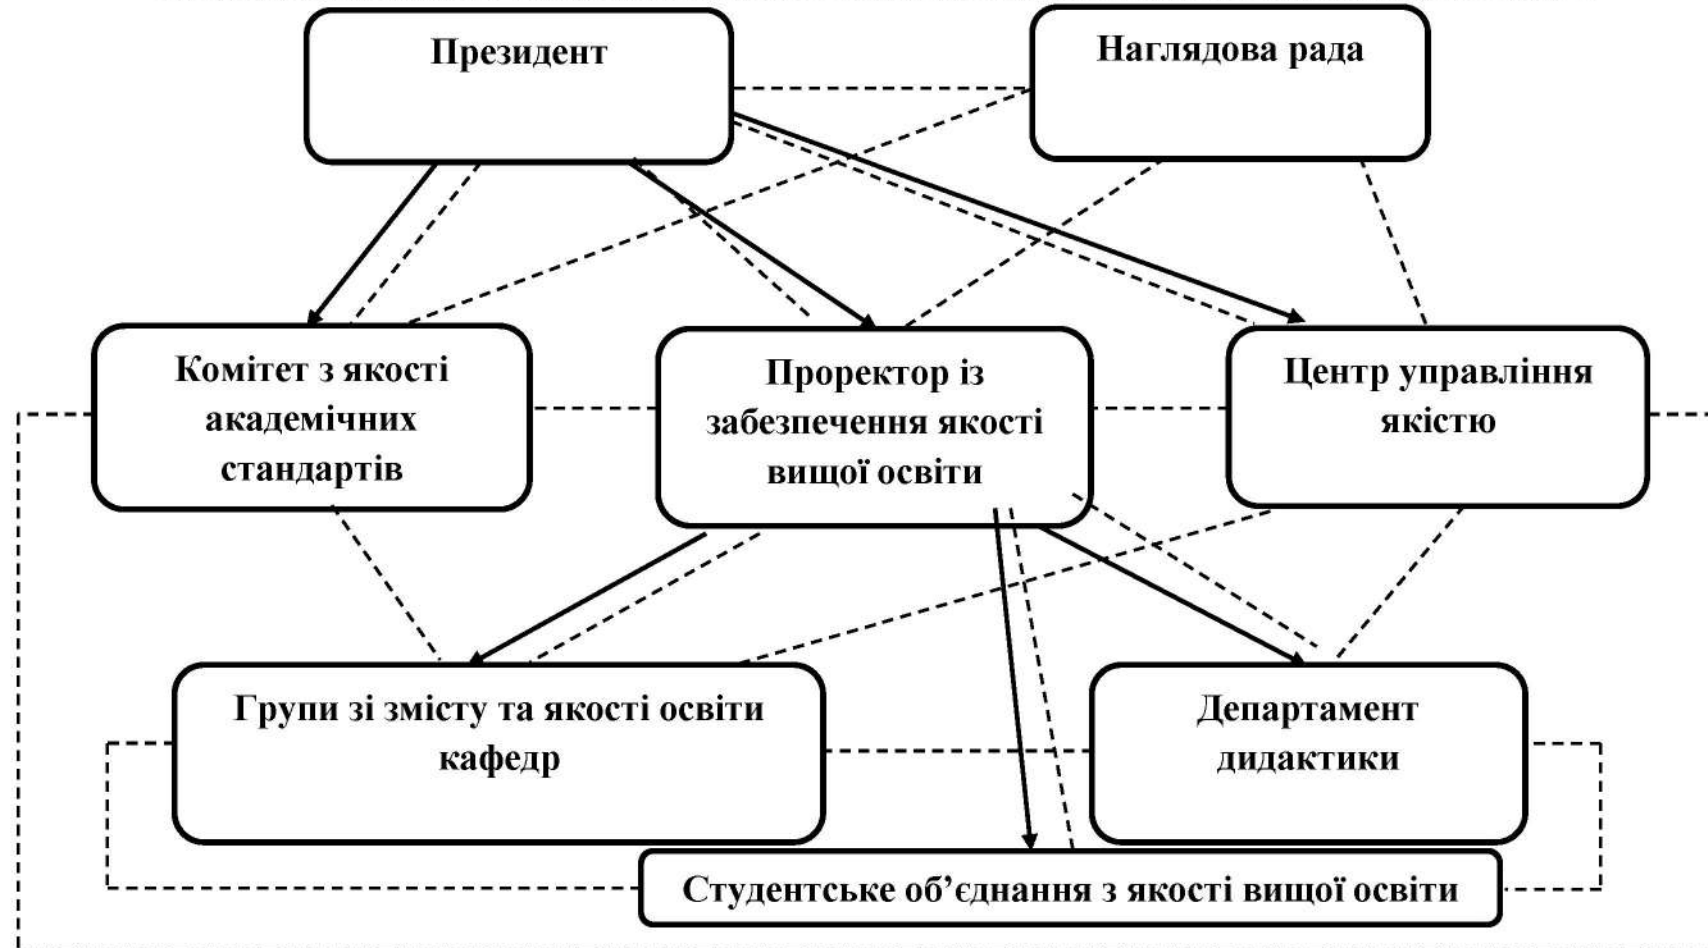 Президент
Наглядова рада
Комітет з якості
академічних
стандартів
Проректор із
забезпечення якості
вищої освіти
Центр управління
якістю
Групи зі змісту та якості освіти
кафедр
Департамент
дидактики
Студентське об’єднання з якості вищої освіти